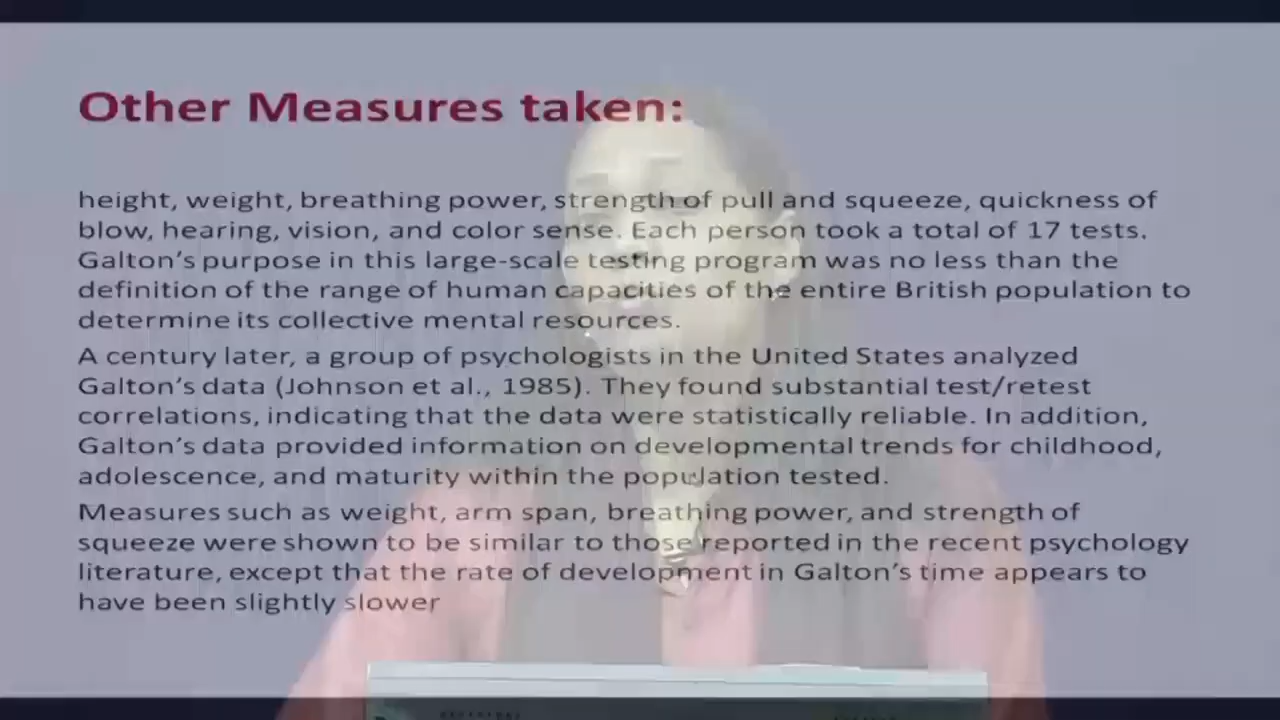 Other Measures taken:
height, weight, breathing power, strength of pull and squeeze, quickness of
blow, hearing, vision, and color sense. Each person took a total of 17 tests.
Galton's purpose in this large-scale testing program was no less than the
definition of the range of human capacities of the entire British population to
determine its collective mental resources.
A century later, a group of psychologists in the United States analyzed
Galton's data (Johnson et al., 1985). They found substantial test/retest
correlations, indicating that the data were statistically reliable. In addition,
Galton's data provided information on developmental trends for childhood,
adolescence, and maturity within the population tested.
Measures such as weight, arm span, breathing power, and strength of
squeeze were shown to be similar to those reported in the recent psychology
literature, except that the rate of development in Galton's time appears to
have been slightly slower